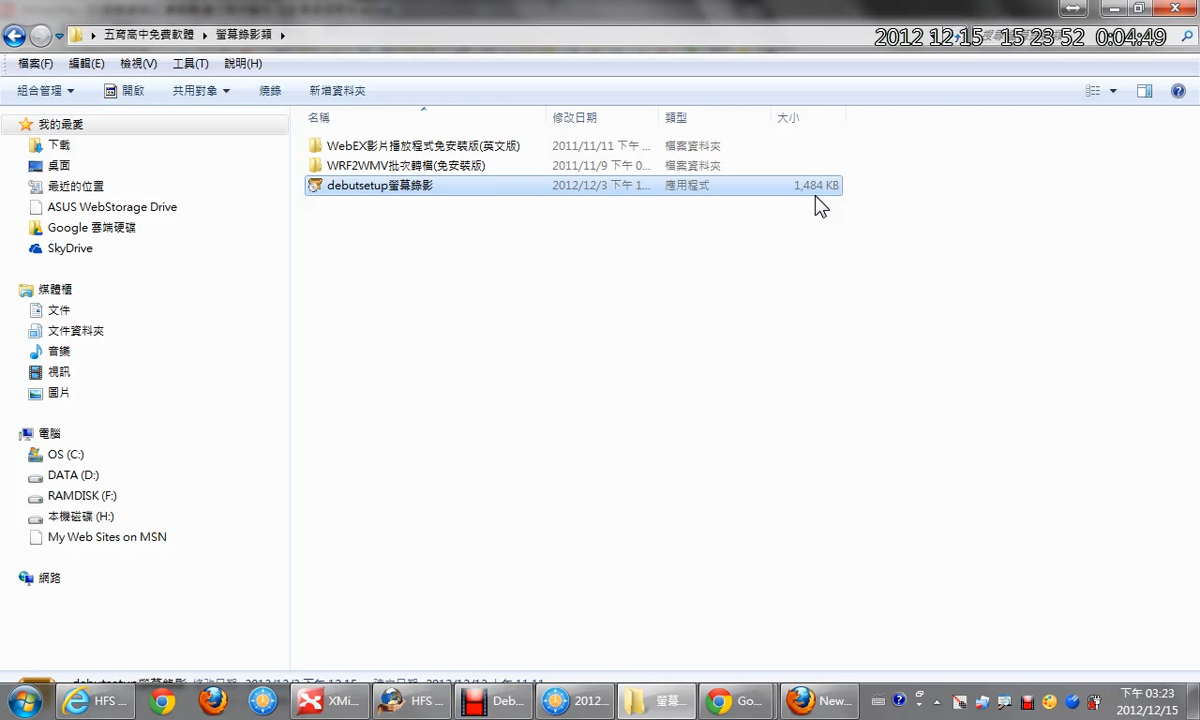 五育高中免費軟體 螢幕錄影類
2012 12 15 15 23 52 0:04:49
檔案(F) 編輯(E) 檢視(V) 工具(T) 說明(H)
組合管理 開啟 共用對象 燒錄 新增資料夾
我的最愛
下載
桌面
最近的位置
ASUS WebStorage Drive
Google 雲端硬碟
SkyDrive
媒體櫃
文件
文件資料夾
音樂
視訊
圖片
電腦
OS (C:)
DATA (D:)
RAMDISK (F:)
本機磁碟 (H:)
My Web Sites on MSN
網路
名稱 修改日期 類型 大小
WebEX影片播放程式免安裝版(英文版) 2011/11/11 下午 ... 檔案資料夾
WRF2WMV批次轉檔(免安裝版) 2011/11/9 下午 0... 檔案資料夾
debutsetup螢幕錄影 2012/12/3 下午 1... 應用程式 1,484 KB
HFS ... XMi... HFS ... Deb... 2012... 螢幕... Go... New...
下午 03:23
2012/12/15